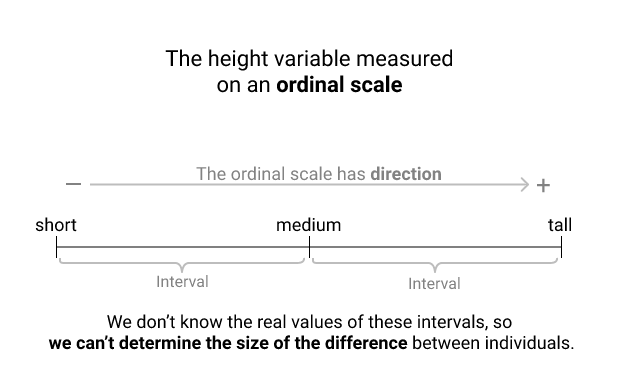 The height variable measured
on an ordinal scale
The ordinal scale has direction
− +
short medium tall
Interval Interval
We don’t know the real values of these intervals, so
we can’t determine the size of the difference between individuals.